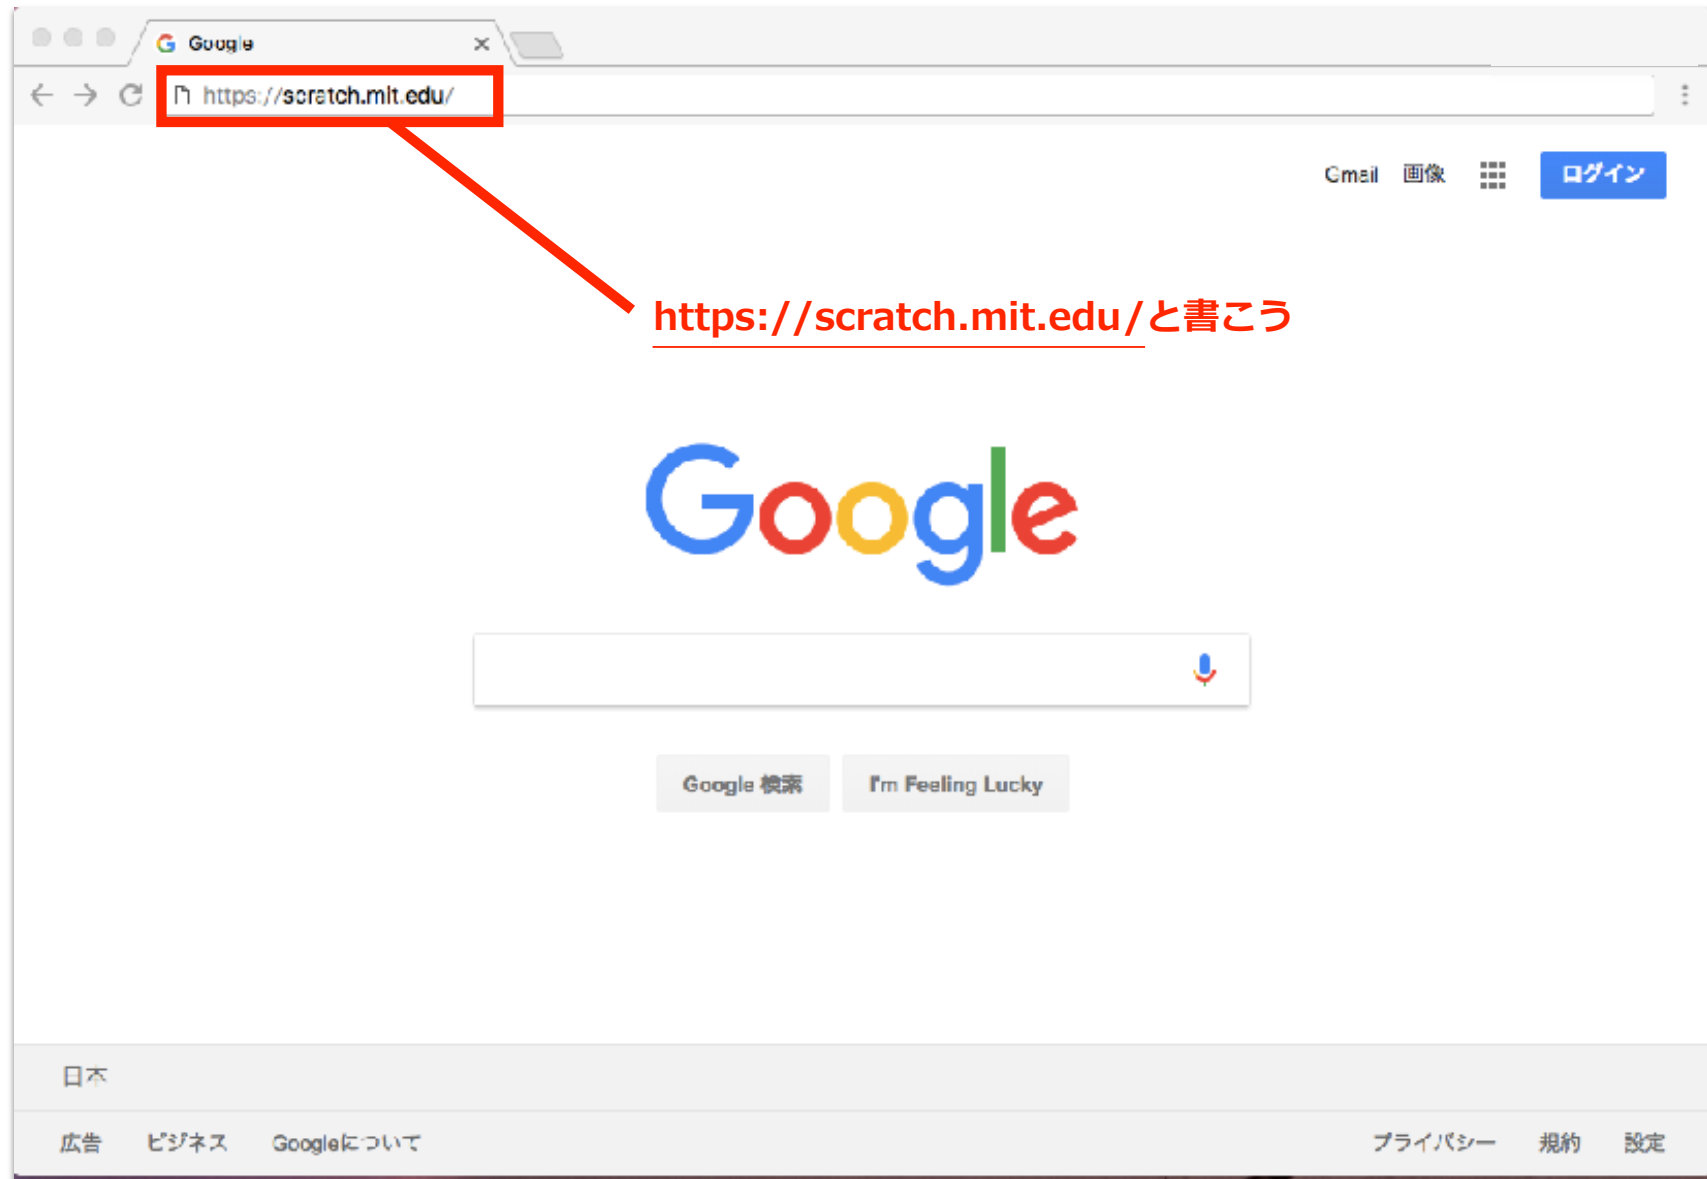 Google
https://scratch.mit.edu/
Gmail 画像 ログイン
https://scratch.mit.edu/と書こう
Google
Google 検索 I'm Feeling Lucky
日本
広告 ビジネス Googleについて プライバシー 規約 設定